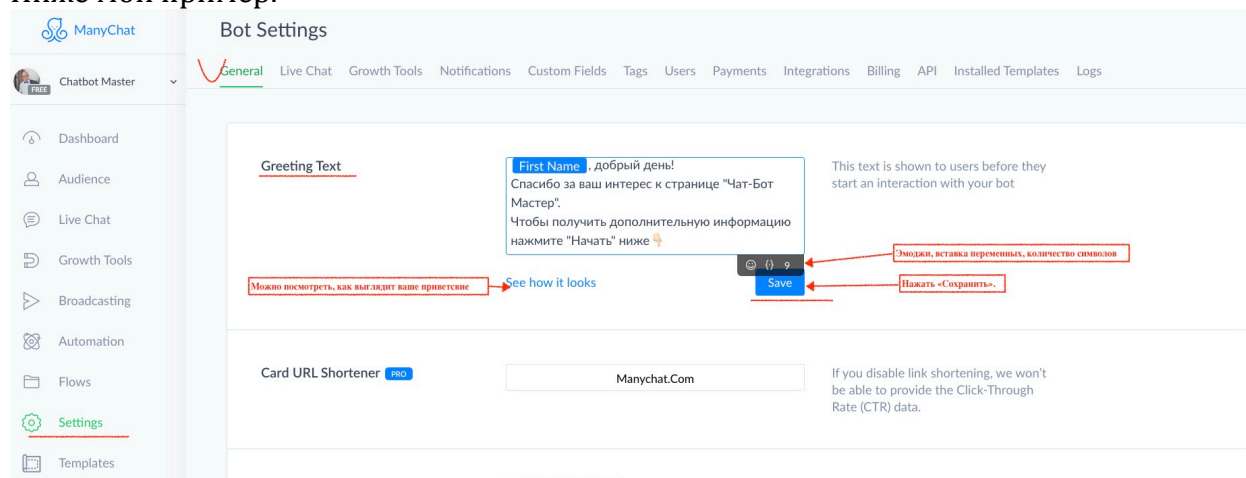 Ниже мой пример:
ManyChat
Bot Settings
Chatbot Master
FREE
General Live Chat Growth Tools Notifications Custom Fields Tags Users Payments Integrations Billing API Installed Templates Logs
Dashboard
Audience
Live Chat
Growth Tools
Broadcasting
Automation
Flows
Settings
Templates
Greeting Text
First Name , добрый день!
Спасибо за ваш интерес к странице "Чат-Бот
Мастер".
Чтобы получить дополнительную информацию
нажмите "Начать" ниже👇🏻
{} 9
This text is shown to users before they
start an interaction with your bot
Эмоджи, вставка переменных, количество символов
Можно посмотреть, как выглядит ваше приветсвие
See how it looks
Save
Нажать «Сохранить».
Card URL Shortener PRO
Manychat.Com
If you disable link shortening, we won't
be able to provide the Click-Through
Rate (CTR) data.